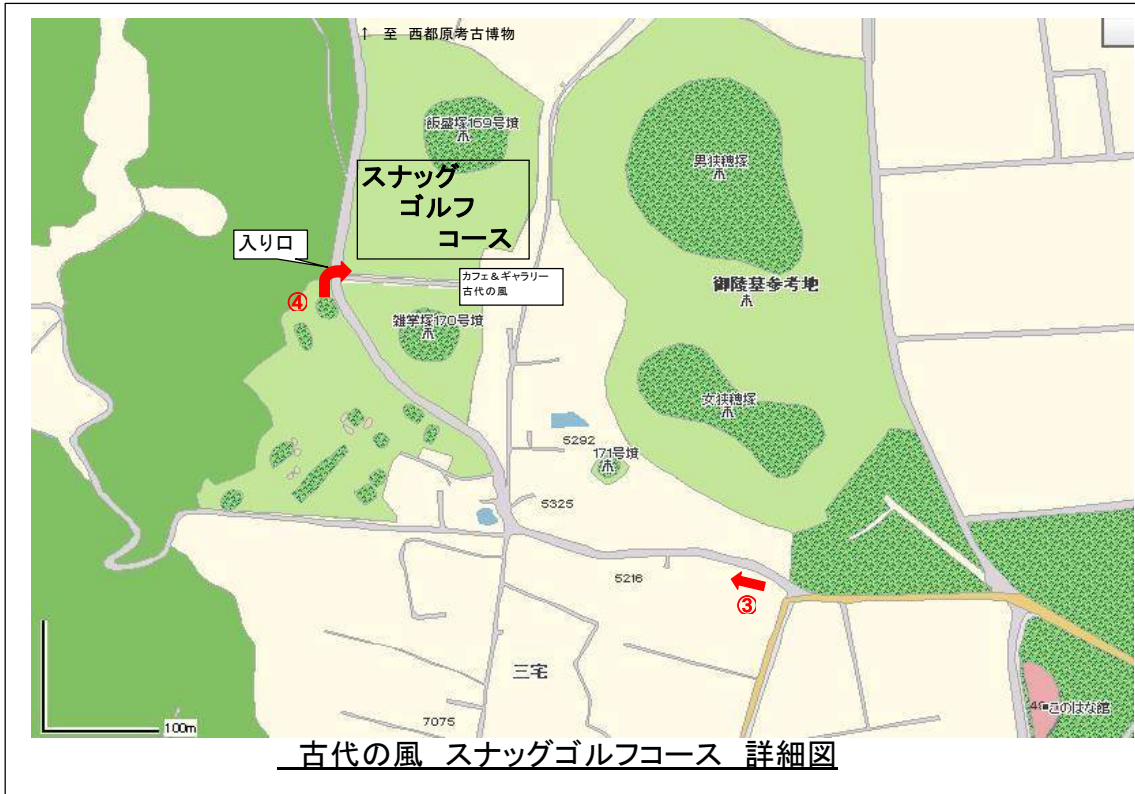 ↑ 至 西都原考古博物
飯盛塚169号墳
男狭穂塚
スナッグ
ゴルフ
コース
入り口
カフェ＆ギャラリー
古代の風
御陵墓参考地
④
雑掌塚170号墳
女狭穂塚
5292
171号墳
5325
5216
③
三宅
このはな館
7075
100m
古代の風 スナッグゴルフコース 詳細図